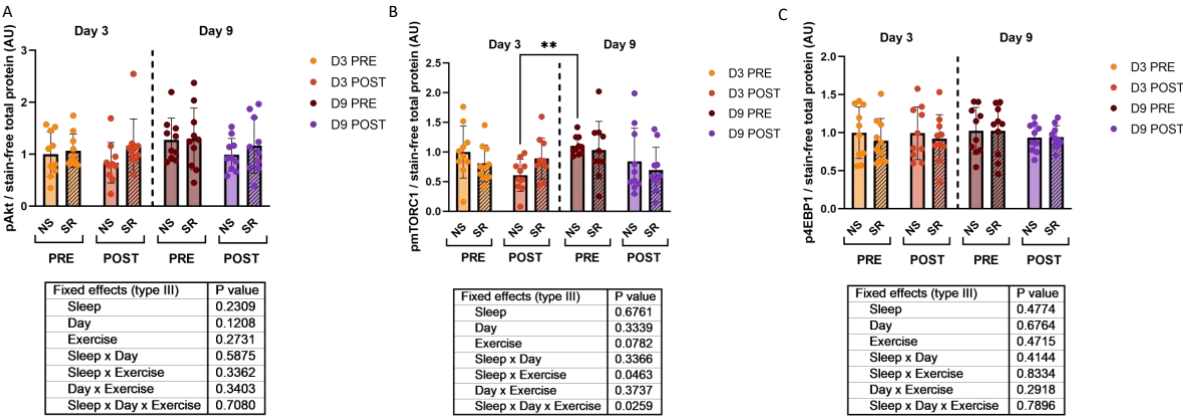 A
Day 3
Day 9
pAkt / stain-free total protein (AU)
3
2
1
0
NS
SR
NS
SR
NS
SR
NS
SR
PRE
POST
PRE
POST
D3 PRE
D3 POST
D9 PRE
D9 POST
Fixed effects (type III) P value
Sleep 0.2309
Day 0.1208
Exercise 0.2731
Sleep x Day 0.5875
Sleep x Exercise 0.3362
Day x Exercise 0.3403
Sleep x Day x Exercise 0.7080
B
Day 3
**
Day 9
pmTORC1 / stain-free total protein (AU)
2.5
2.0
1.5
1.0
0.5
0.0
NS
SR
NS
SR
NS
SR
NS
SR
PRE
POST
PRE
POST
D3 PRE
D3 POST
D9 PRE
D9 POST
Fixed effects (type III) P value
Sleep 0.6761
Day 0.3339
Exercise 0.0782
Sleep x Day 0.3366
Sleep x Exercise 0.0463
Day x Exercise 0.3737
Sleep x Day x Exercise 0.0259
C
Day 3
Day 9
p4EBP1 / stain-free total protein (AU)
2.0
1.5
1.0
0.5
0.0
NS
SR
NS
SR
NS
SR
NS
SR
PRE
POST
PRE
POST
D3 PRE
D3 POST
D9 PRE
D9 POST
Fixed effects (type III) P value
Sleep 0.4774
Day 0.6764
Exercise 0.4715
Sleep x Day 0.4144
Sleep x Exercise 0.8334
Day x Exercise 0.2918
Sleep x Day x Exercise 0.7896